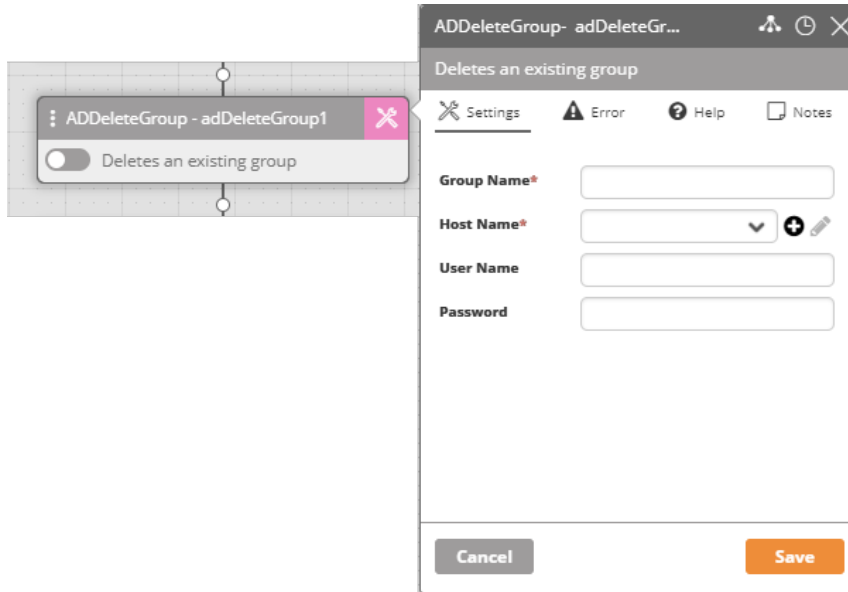 ADDeleteGroup - adDeleteGroup1
Deletes an existing group
ADDeleteGroup- adDeleteGr...
Deletes an existing group
Settings
Error
Help
Notes
Group Name*
Host Name*
User Name
Password
Cancel
Save